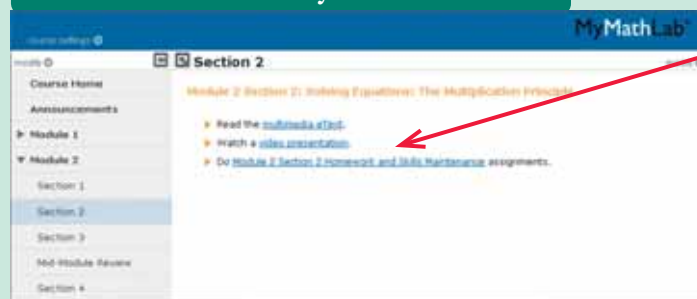 course settings
MyMathLab
Section 2
Course Home
Announcements
Module 1
Module 2
Section 1
Section 2
Section 3
Mid-Module Review
Section 4
Module 2 Section 2: Solving Equations: The Multiplication Principle
Read the multimedia eText.
Watch a video presentation.
Do Module 2 Section 2 Homework and Skills Maintenance assignments.